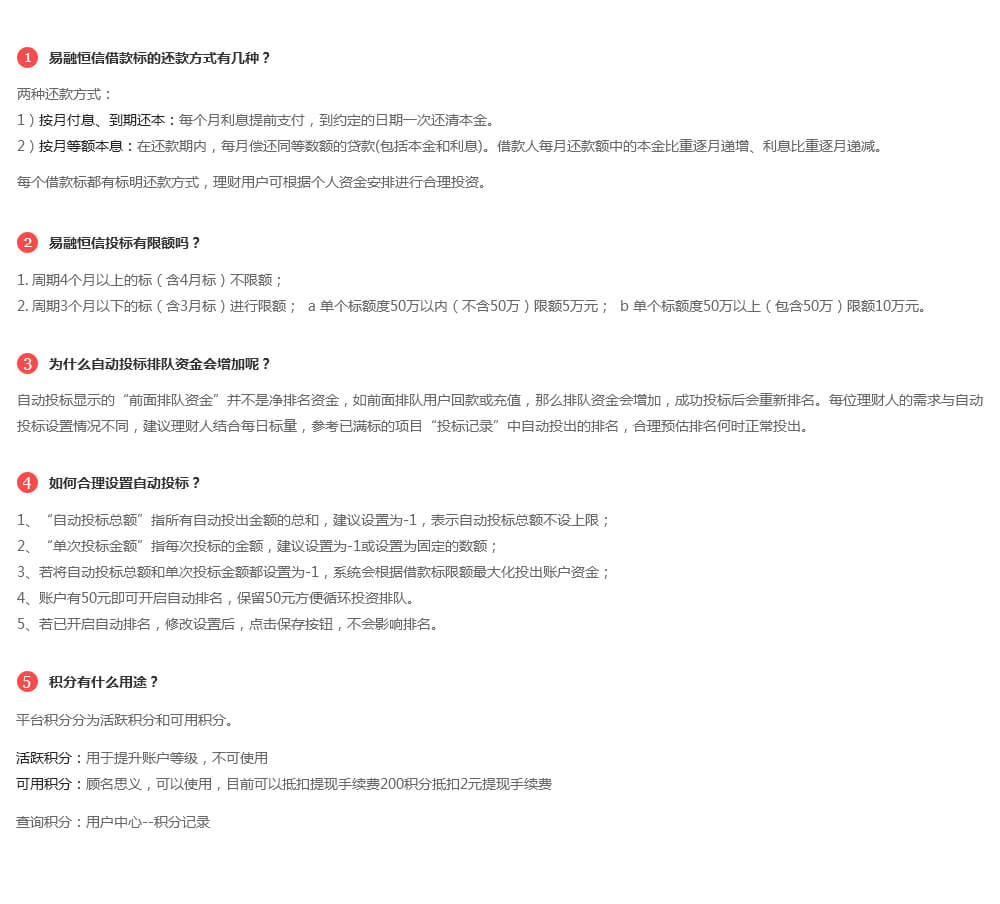 1 易融恒信借款标的还款方式有几种？
两种还款方式：
1）按月付息、到期还本：每个月利息提前支付，到约定的日期一次还清本金。
2）按月等额本息：在还款期内，每月偿还同等数额的贷款(包括本金和利息)。借款人每月还款额中的本金比重逐月递增、利息比重逐月递减。
每个借款标都有标明还款方式，理财用户可根据个人资金安排进行合理投资。
2 易融恒信投标有限额吗？
1. 周期4个月以上的标（含4月标）不限额；
2. 周期3个月以下的标（含3月标）进行限额； a 单个标额度50万以内（不含50万）限额5万元； b 单个标额度50万以上（包含50万）限额10万元。
3 为什么自动投标排队资金会增加呢？
自动投标显示的“前面排队资金”并不是净排名资金，如前面排队用户回款或充值，那么排队资金会增加，成功投标后会重新排名。每位理财人的需求与自动
投标设置情况不同，建议理财人结合每日标量，参考已满标的项目“投标记录”中自动投出的排名，合理预估排名何时正常投出。
4 如何合理设置自动投标？
1、“自动投标总额”指所有自动投出金额的总和，建议设置为-1，表示自动投标总额不设上限；
2、“单次投标金额”指每次投标的金额，建议设置为-1或设置为固定的数额；
3、若将自动投标总额和单次投标金额都设置为-1，系统会根据借款标限额最大化投出账户资金；
4、账户有50元即可开启自动排名，保留50元方便循环投资排队。
5、若已开启自动排名，修改设置后，点击保存按钮，不会影响排名。
5 积分有什么用途？
平台积分分为活跃积分和可用积分。
活跃积分：用于提升账户等级，不可使用
可用积分：顾名思义，可以使用，目前可以抵扣提现手续费200积分抵扣2元提现手续费
查询积分：用户中心--积分记录